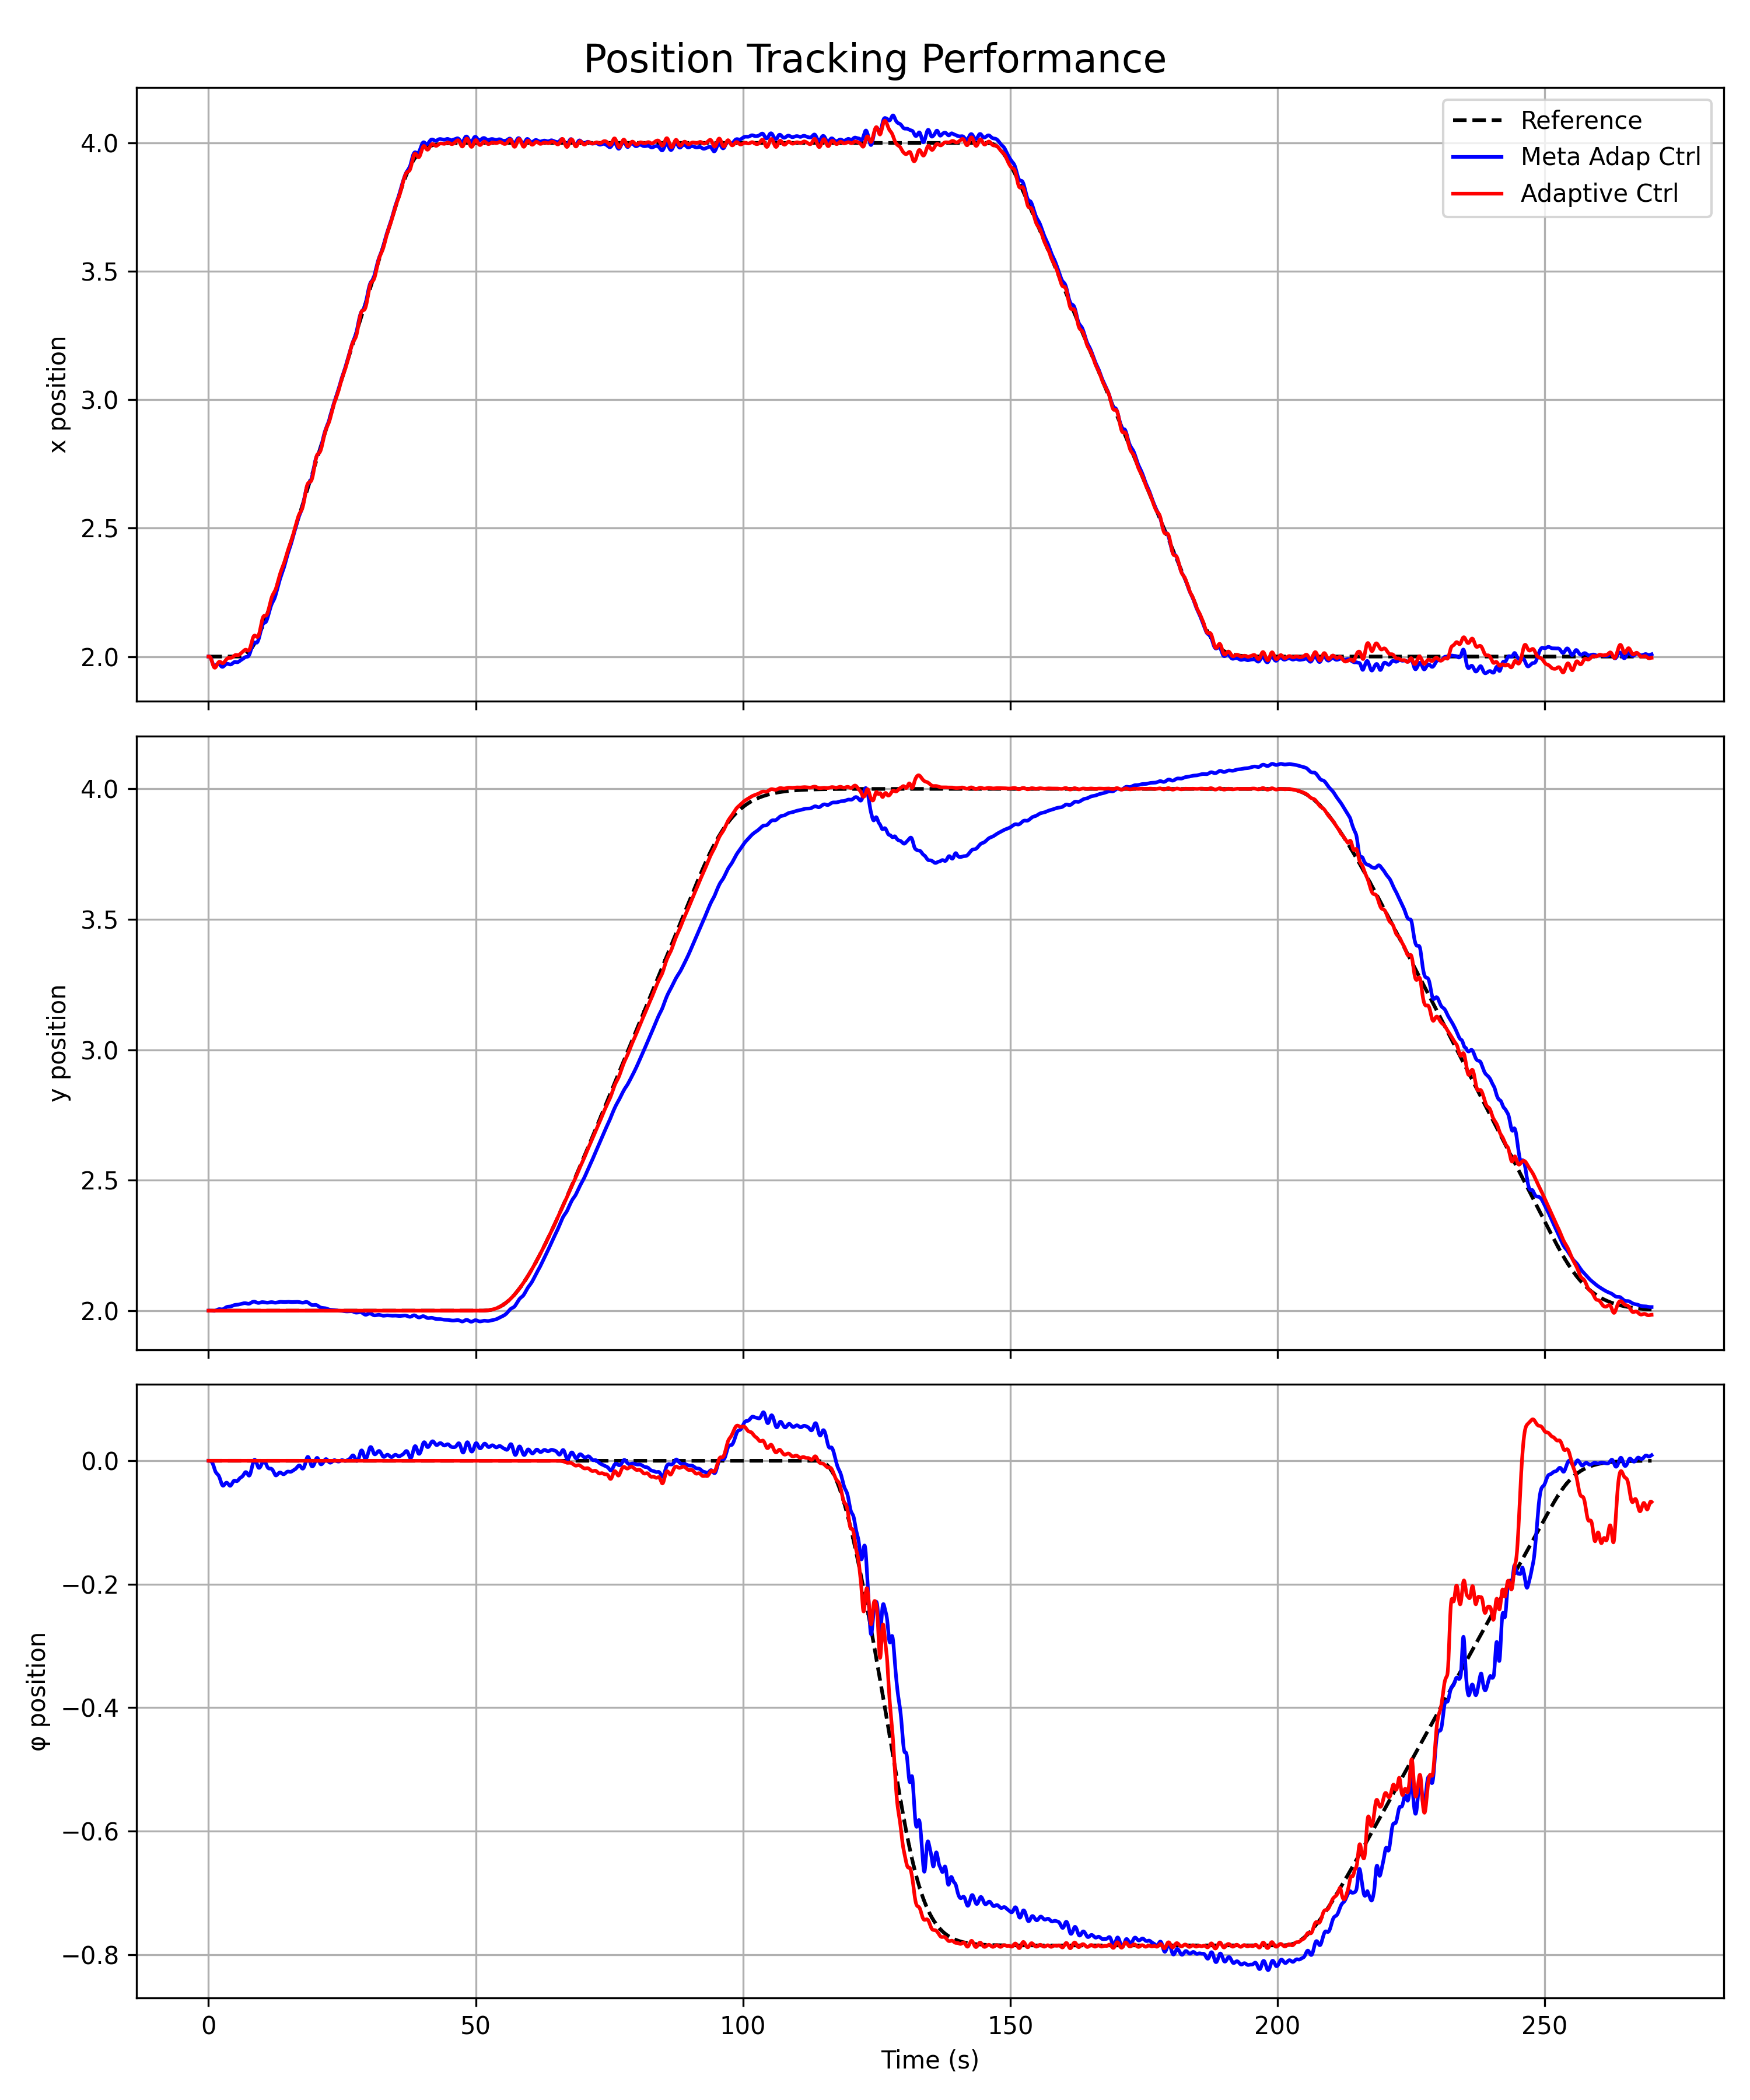 Position Tracking Performance
4.0
3.5
3.0
2.5
2.0
x position
Reference
Meta Adap Ctrl
Adaptive Ctrl
4.0
3.5
3.0
2.5
2.0
y position
0.0
−0.2
−0.4
−0.6
−0.8
φ position
0 50 100 150 200 250
Time (s)